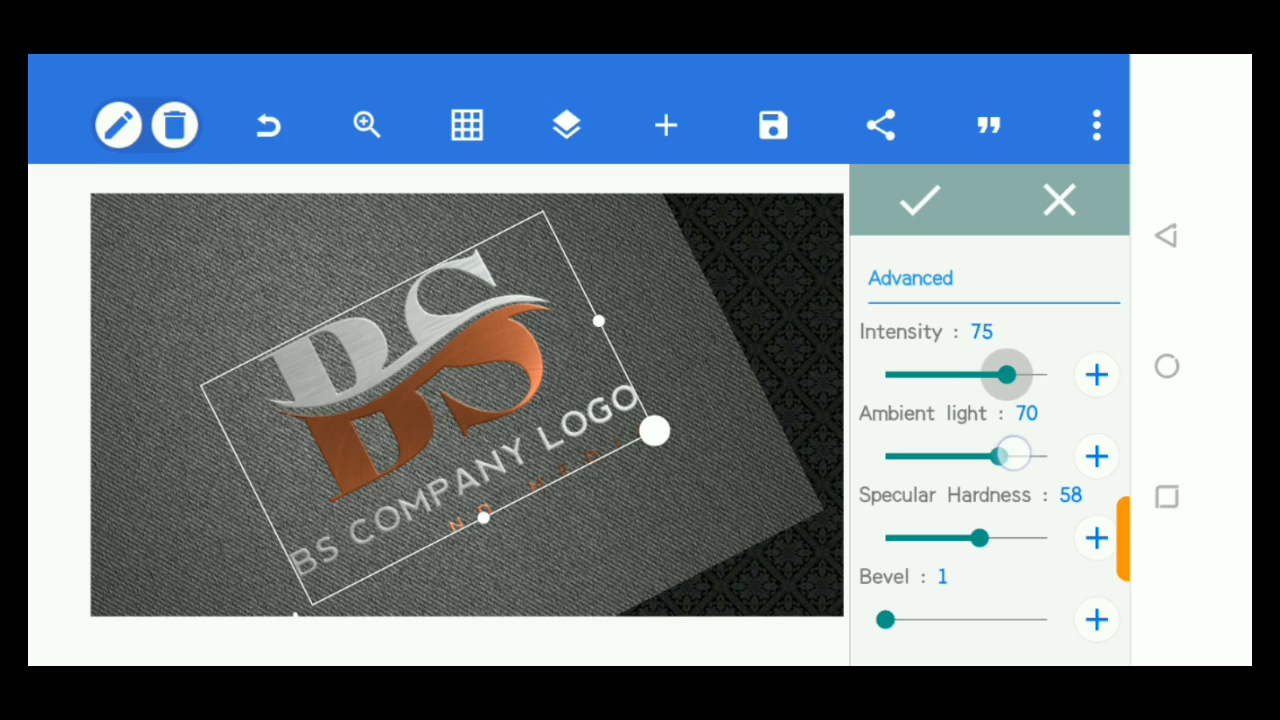 Advanced
Intensity : 75
Ambient light : 70
Specular Hardness : 58
Bevel : 1
BS
BS COMPANY LOGO